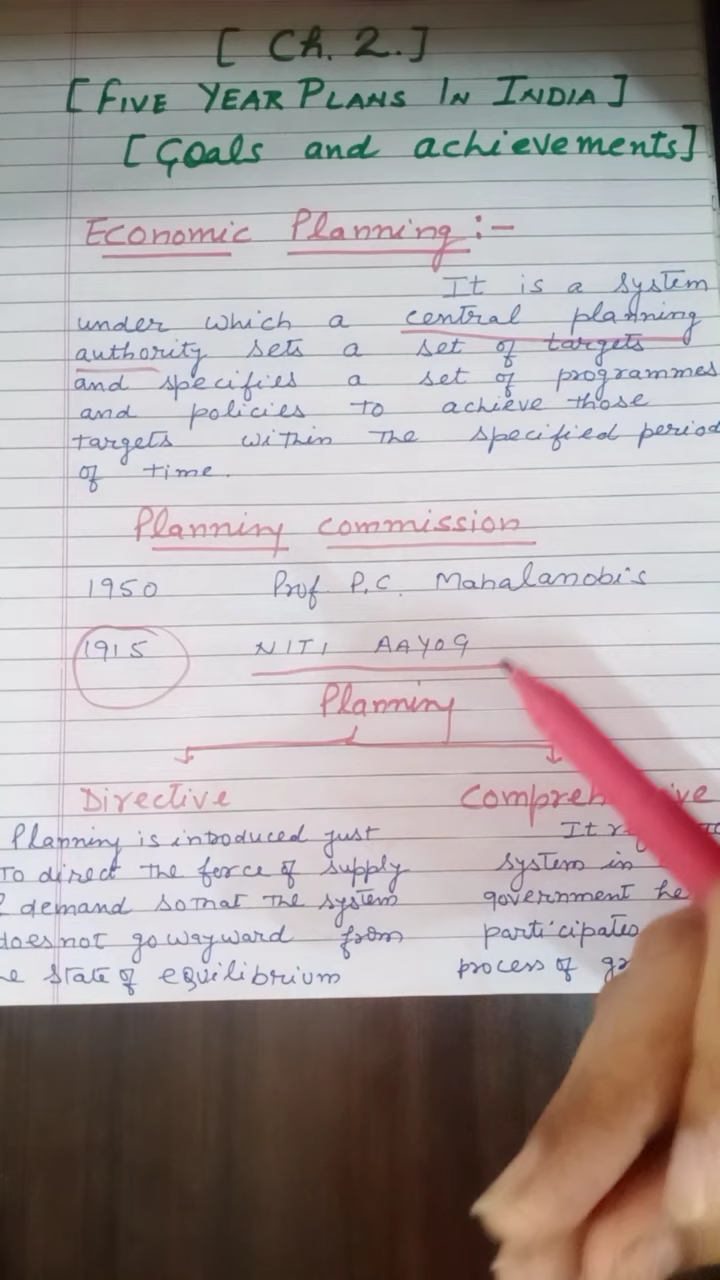 [ Ch. 2. ]
[ FIVE YEAR PLANS IN INDIA ]
[ Goals and achievements ]
Economic Planning :-
It is a system
under which a central planning
authority sets a set of targets
and specifies a set of programmes
and policies to achieve those
targets within the specified period
of time.
Planning commission
1950 Prof. P.C. Mahalanobis
1915 NITI AAYOG
Planning
Directive
Planning is introduced just
To direct the force of supply
demand so that the system
does not go wayward from
state of equilibrium
It
system in
government he
participates
process of